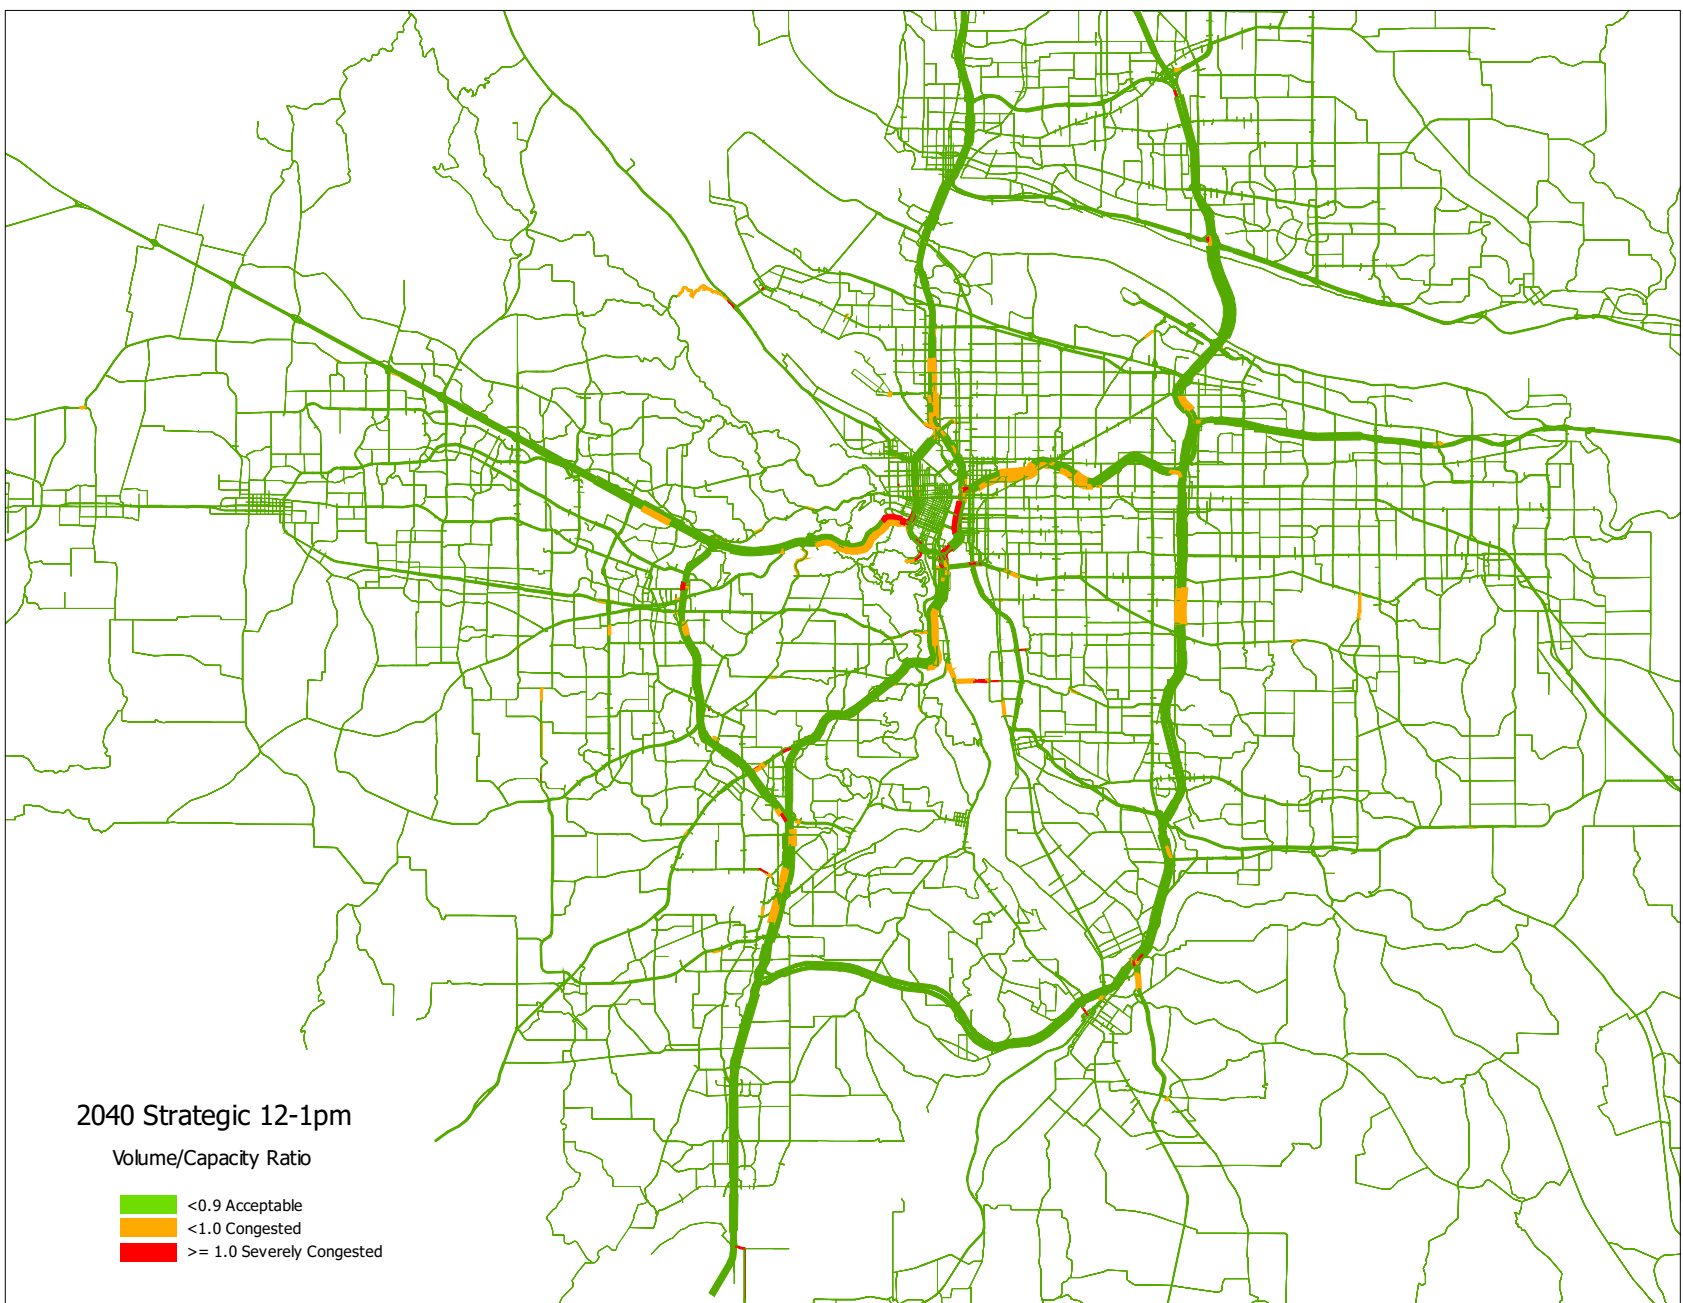 2040 Strategic 12-1pm
Volume/Capacity Ratio
<0.9 Acceptable
<1.0 Congested
>= 1.0 Severely Congested